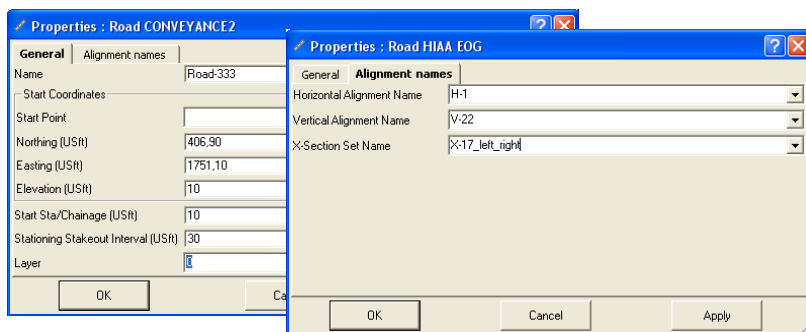 Properties : Road CONVEYANCE2
General
Alignment names
Name
Road-333
Start Coordinates
Start Point
Northing (USft)
406,90
Easting (USft)
1751,10
Elevation (USft)
10
Start Sta/Chainage (USft)
10
Stationing Stakeout Interval (USft)
30
Layer
0
OK
Ca
Properties : Road HIAA EOG
General
Alignment names
Horizontal Alignment Name
H-1
Vertical Alignment Name
V-22
X-Section Set Name
X-17_left_right
OK
Cancel
Apply